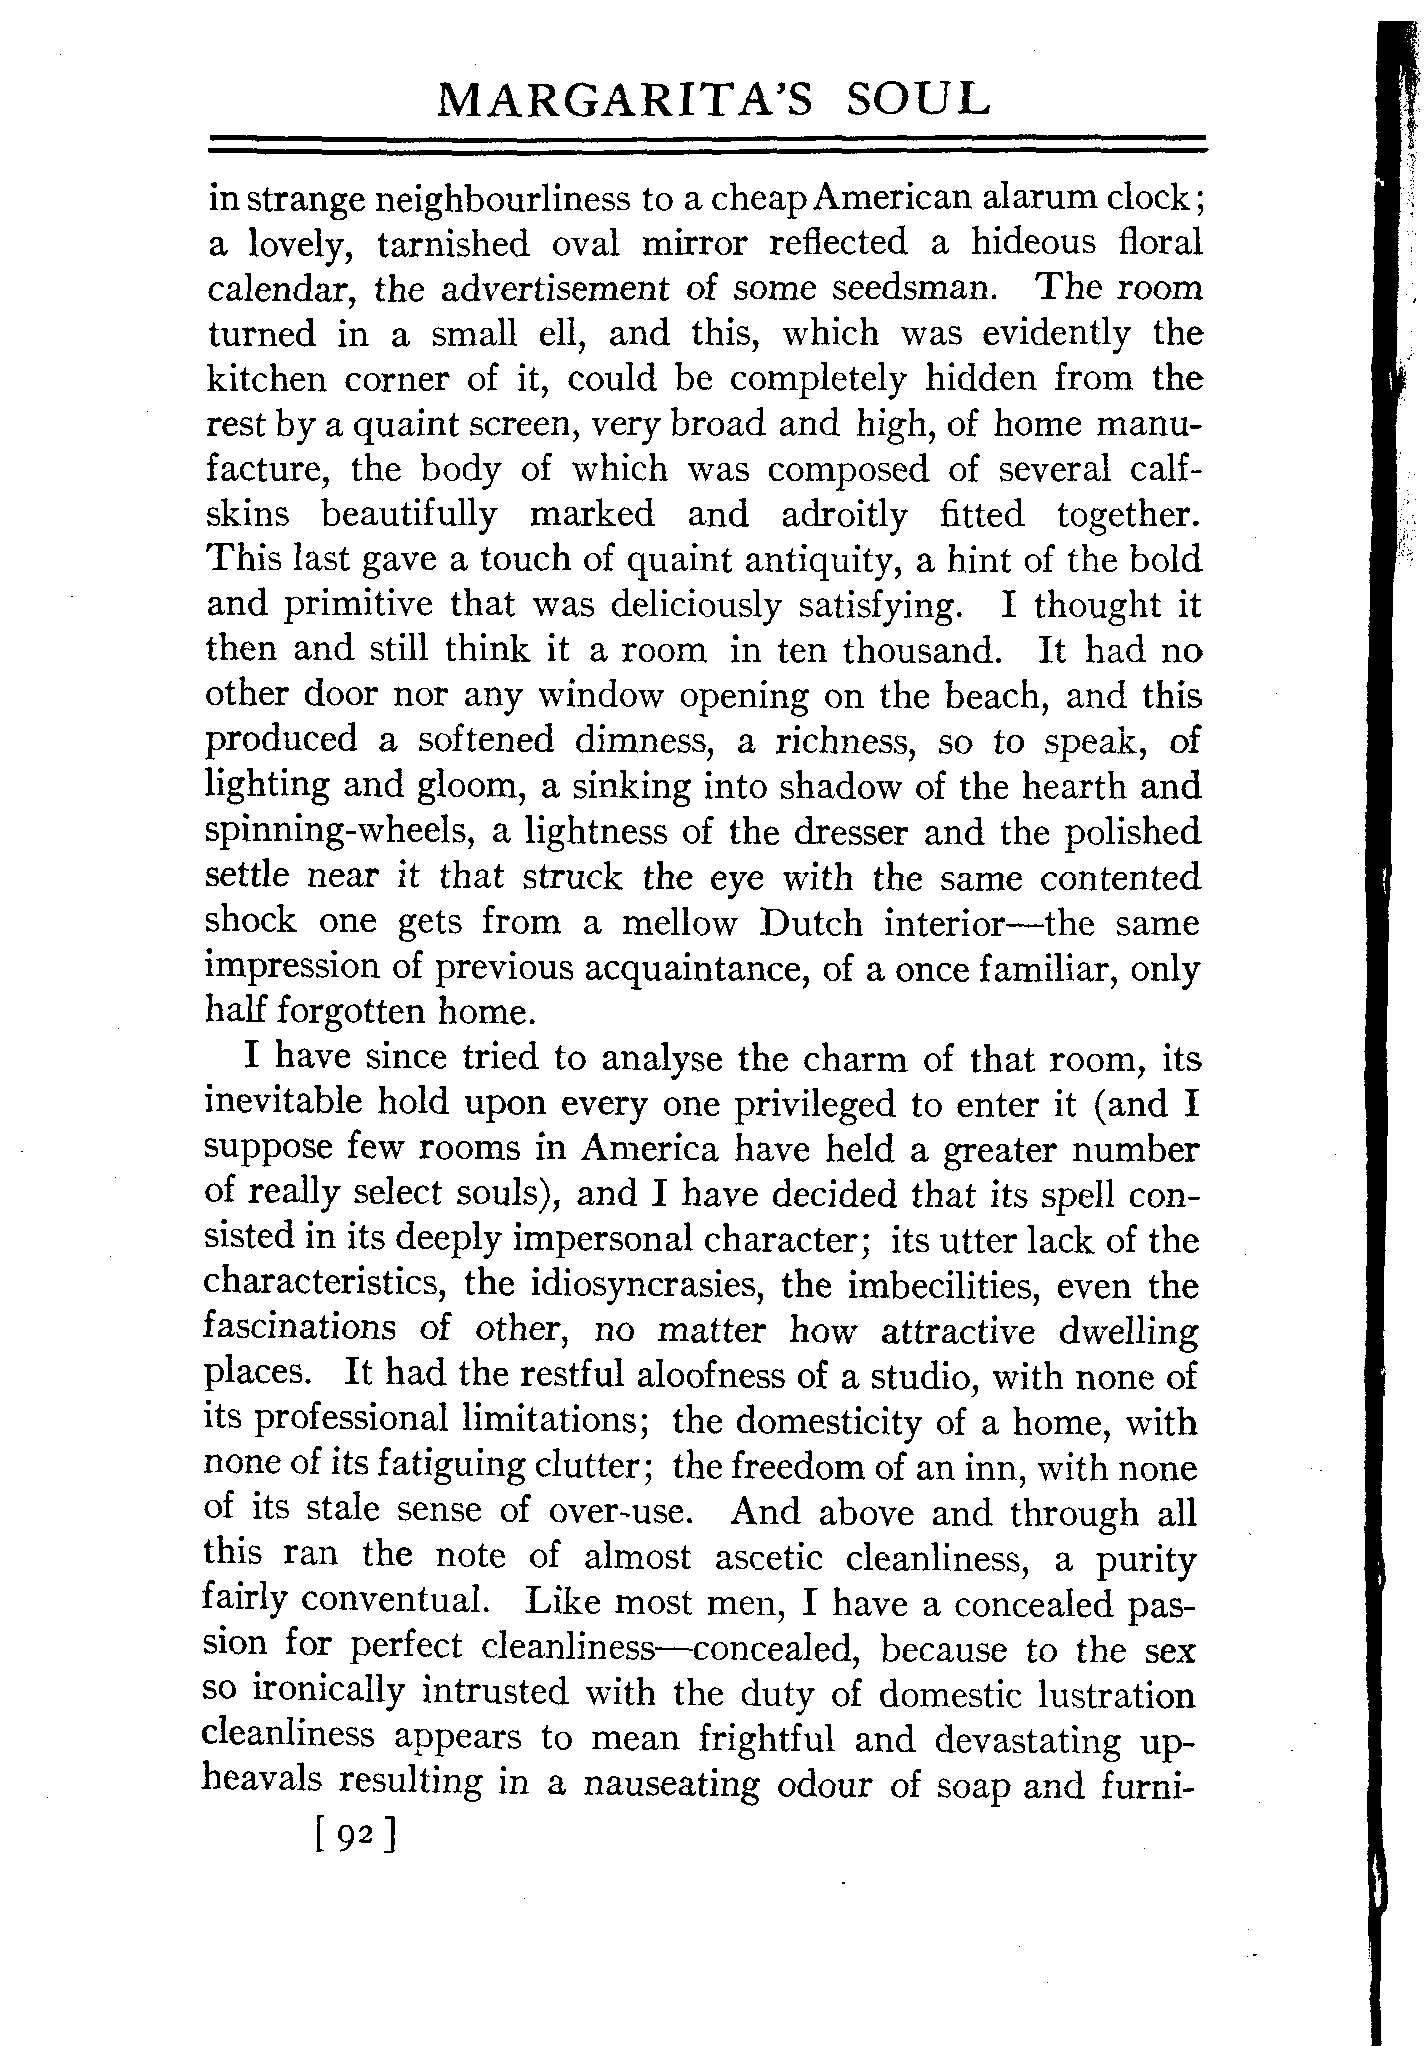 MARGARITA'S SOUL
in strange neighbourliness to a cheap American alarum clock;
a lovely, tarnished oval mirror reflected a hideous floral
calendar, the advertisement of some seedsman. The room
turned in a small ell, and this, which was evidently the
kitchen corner of it, could be completely hidden from the
rest by a quaint screen, very broad and high, of home manu-
facture, the body of which was composed of several calf-
skins beautifully marked and adroitly fitted together.
This last gave a touch of quaint antiquity, a hint of the bold
and primitive that was deliciously satisfying. I thought it
then and still think it a room in ten thousand. It had no
other door nor any window opening on the beach, and this
produced a softened dimness, a richness, so to speak, of
lighting and gloom, a sinking into shadow of the hearth and
spinning-wheels, a lightness of the dresser and the polished
settle near it that struck the eye with the same contented
shock one gets from a mellow Dutch interior—the same
impression of previous acquaintance, of a once familiar, only
half forgotten home.
I have since tried to analyse the charm of that room, its
inevitable hold upon every one privileged to enter it (and I
suppose few rooms in America have held a greater number
of really select souls), and I have decided that its spell con-
sisted in its deeply impersonal character; its utter lack of the
characteristics, the idiosyncrasies, the imbecilities, even the
fascinations of other, no matter how attractive dwelling
places. It had the restful aloofness of a studio, with none of
its professional limitations; the domesticity of a home, with
none of its fatiguing clutter; the freedom of an inn, with none
of its stale sense of over-use. And above and through all
this ran the note of almost ascetic cleanliness, a purity
fairly conventual. Like most men, I have a concealed pas-
sion for perfect cleanliness—concealed, because to the sex
so ironically intrusted with the duty of domestic lustration
cleanliness appears to mean frightful and devastating up-
heavals resulting in a nauseating odour of soap and furni-
[ 92 ]